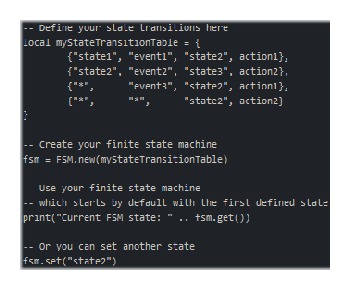 -- Define your state transitions here
local myStateTransitionTable = {
{"state1", "event1", "state2", action1},
{"state2", "event2", "state3", action2},
{"*", "event3", "state2", action1},
{"*", "*", "state2", action2}
}
-- Create your finite state machine
fsm = FSM.new(myStateTransitionTable)
Use your finite state machine
-- which starts by default with the first defined state
print("Current FSM state: " .. fsm.get())
-- Or you can set another state
fsm.set("state2")